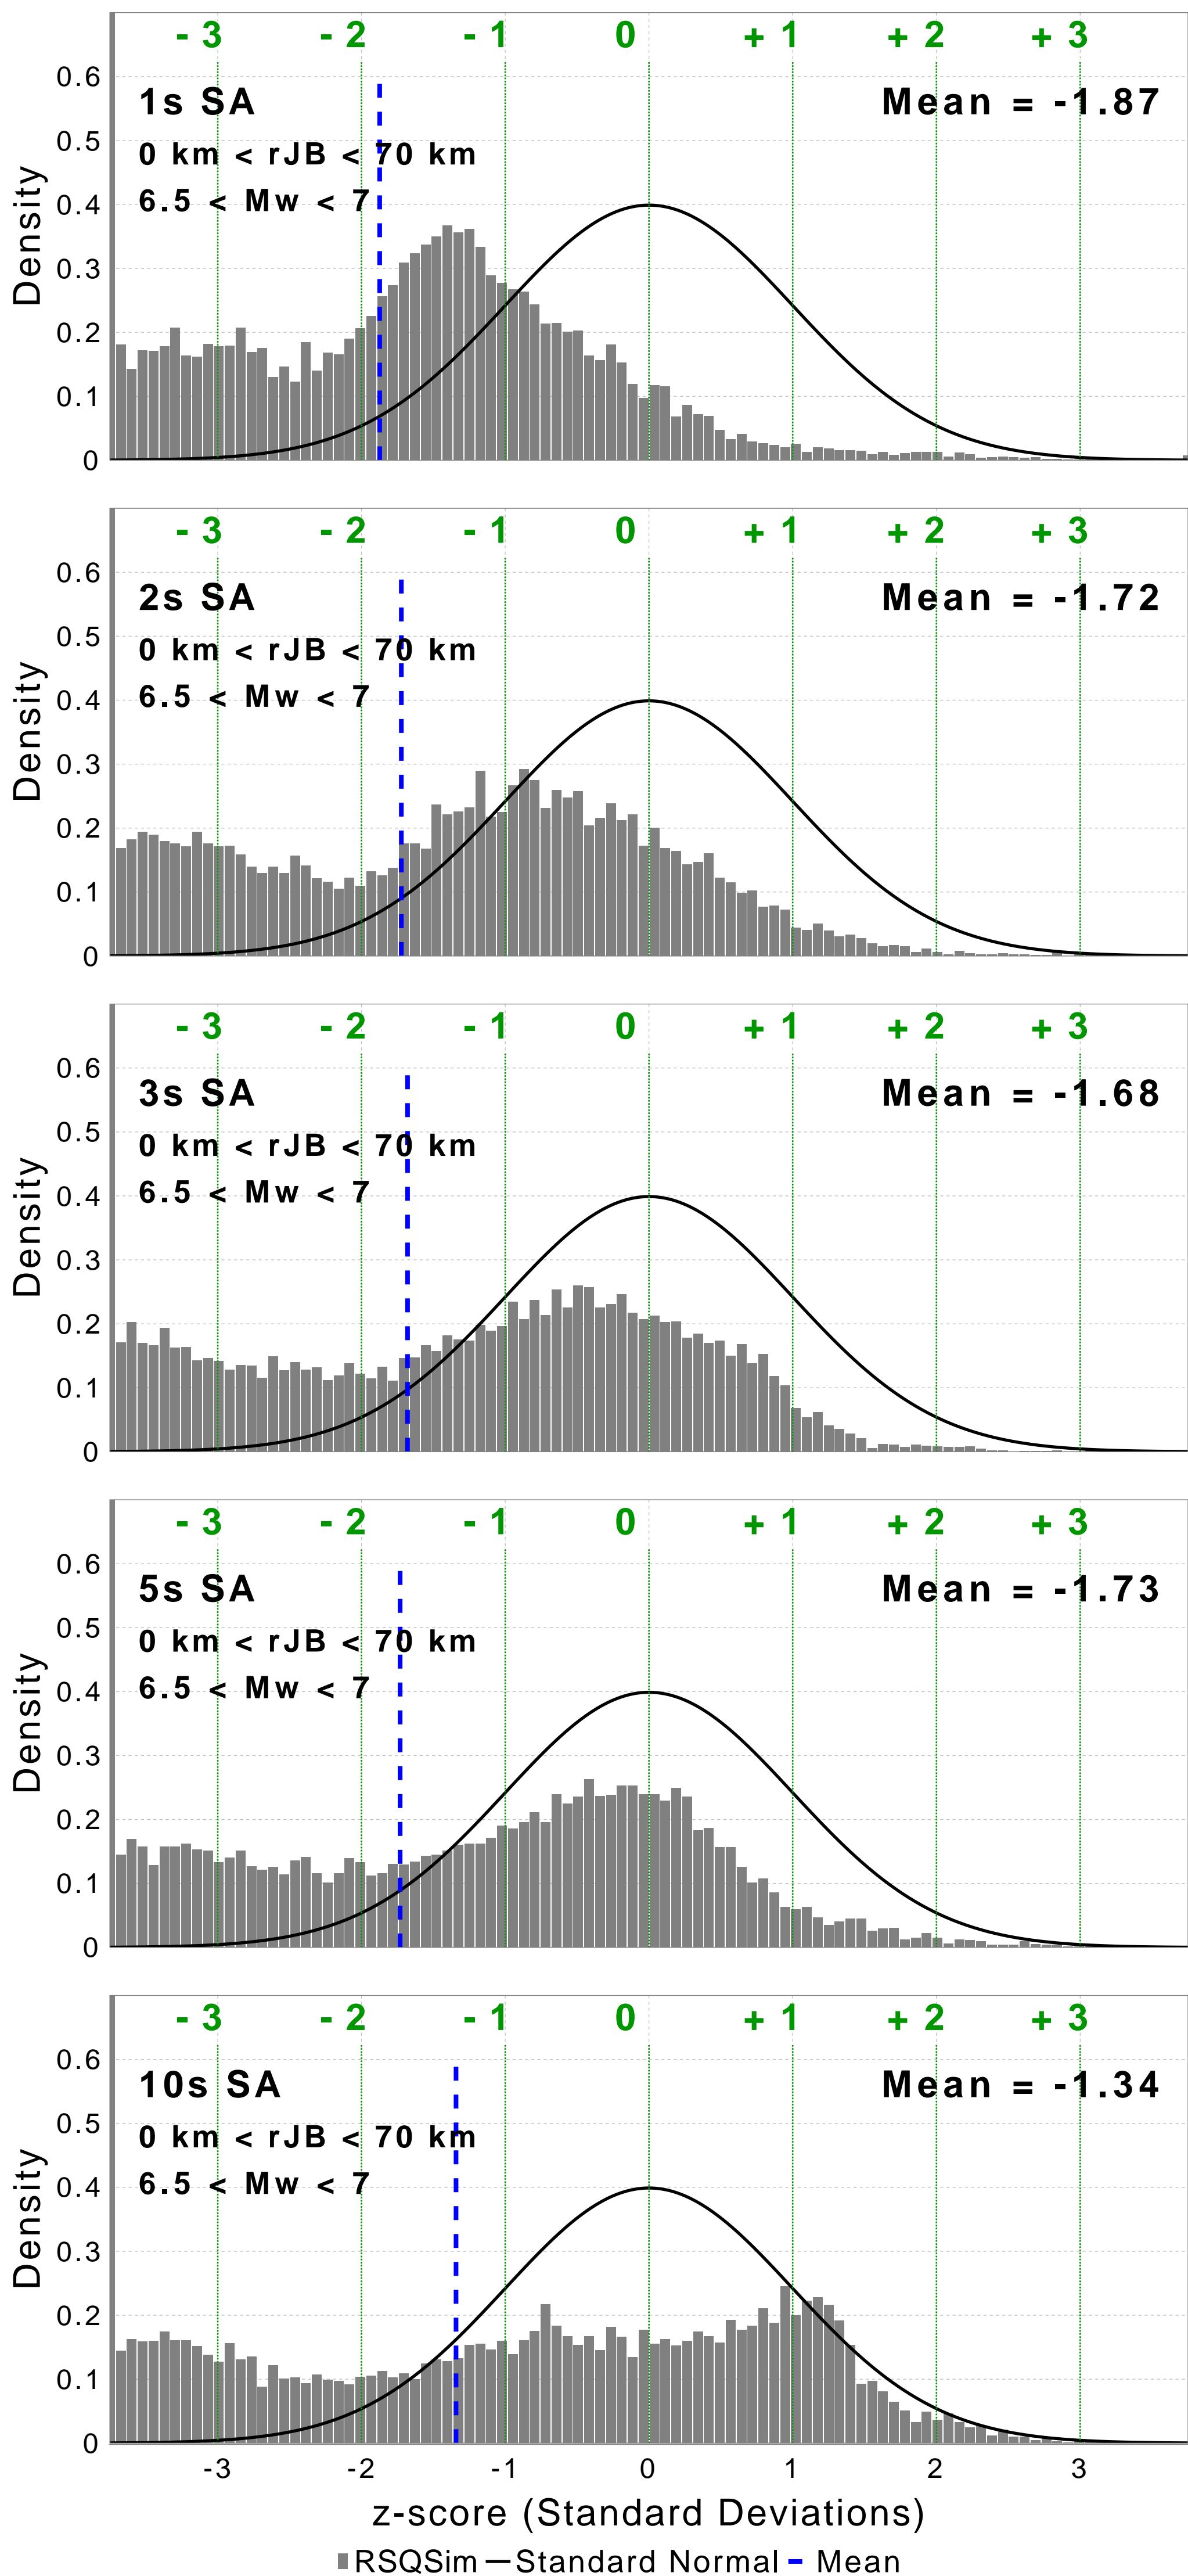 - 3 - 2 - 1 0 + 1 + 2 + 3
0.6
1s SA Mean = -1.87
0.5
0 km < rJB < 70 km
6.5 < Mw < 7
0.4
0.3
0.2
0.1
0
Density
- 3 - 2 - 1 0 + 1 + 2 + 3
0.6
2s SA Mean = -1.72
0.5
0 km < rJB < 70 km
6.5 < Mw < 7
0.4
0.3
0.2
0.1
0
Density
- 3 - 2 - 1 0 + 1 + 2 + 3
0.6
3s SA Mean = -1.68
0.5
0 km < rJB < 70 km
6.5 < Mw < 7
0.4
0.3
0.2
0.1
0
Density
- 3 - 2 - 1 0 + 1 + 2 + 3
0.6
5s SA Mean = -1.73
0.5
0 km < rJB < 70 km
6.5 < Mw < 7
0.4
0.3
0.2
0.1
0
Density
- 3 - 2 - 1 0 + 1 + 2 + 3
0.6
10s SA Mean = -1.34
0.5
0 km < rJB < 70 km
6.5 < Mw < 7
0.4
0.3
0.2
0.1
0
Density
-3 -2 -1 0 1 2 3
z-score (Standard Deviations)
RSQSim Standard Normal Mean